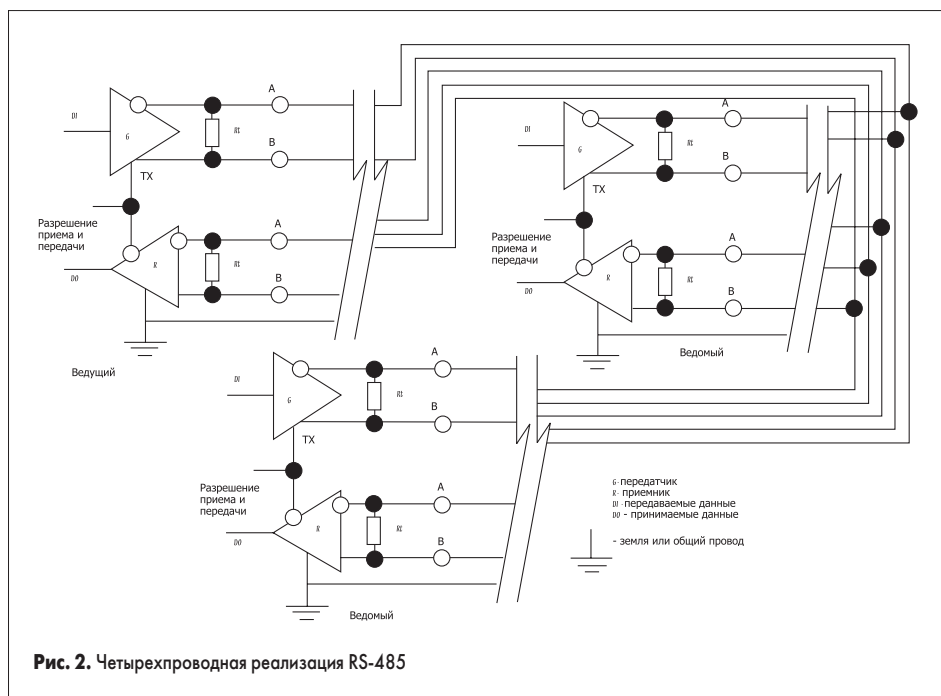 A
DI
G
Rt
B
TX
Разрешение
приема и
передачи
A
R
Rt
DO
B
Ведущий
A
DI
G
Rt
B
TX
Разрешение
приема и
передачи
A
R
Rt
DO
B
Ведомый
A
DI
G
Rt
B
TX
Разрешение
приема и
передачи
A
R
Rt
DO
B
Ведомый
G - передатчик
R - приемник
DI - передаваемые данные
DO - принимаемые данные
- земля или общий провод
Рис. 2. Четырехпроводная реализация RS-485